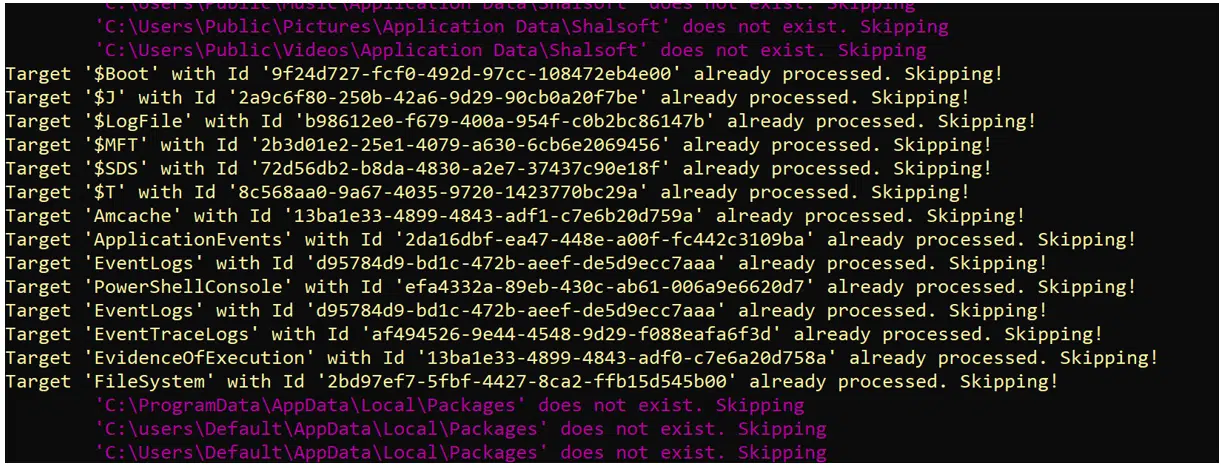 'C:\Users\Public\Music\Application Data\Shalsoft' does not exist. Skipping
'C:\Users\Public\Pictures\Application Data\Shalsoft' does not exist. Skipping
'C:\Users\Public\Videos\Application Data\Shalsoft' does not exist. Skipping
Target '$Boot' with Id '9f24d727-fcf0-492d-97cc-108472eb4e00' already processed. Skipping!
Target '$J' with Id '2a9c6f80-250b-42a6-9d29-90cb0a20f7be' already processed. Skipping!
Target '$LogFile' with Id 'b98612e0-f679-400a-954f-c0b2bc86147b' already processed. Skipping!
Target '$MFT' with Id '2b3d01e2-25e1-4079-a630-6cb6e2069456' already processed. Skipping!
Target '$SDS' with Id '72d56db2-b8da-4830-a2e7-37437c90e18f' already processed. Skipping!
Target '$T' with Id '8c568aa0-9a67-4035-9720-1423770bc29a' already processed. Skipping!
Target 'Amcache' with Id '13ba1e33-4899-4843-adf1-c7e6b20d759a' already processed. Skipping!
Target 'ApplicationEvents' with Id '2da16dbf-ea47-448e-a00f-fc442c3109ba' already processed. Skipping!
Target 'EventLogs' with Id 'd95784d9-bd1c-472b-aeef-de5d9ecc7aaa' already processed. Skipping!
Target 'PowerShellConsole' with Id 'efa4332a-89eb-430c-ab61-006a9e6620d7' already processed. Skipping!
Target 'EventLogs' with Id 'd95784d9-bd1c-472b-aeef-de5d9ecc7aaa' already processed. Skipping!
Target 'EventTraceLogs' with Id 'af494526-9e44-4548-9d29-f088eafa6f3d' already processed. Skipping!
Target 'EvidenceOfExecution' with Id '13ba1e33-4899-4843-adf0-c7e6a20d758a' already processed. Skipping!
Target 'FileSystem' with Id '2bd97ef7-5fbf-4427-8ca2-ffb15d545b00' already processed. Skipping!
'C:\ProgramData\AppData\Local\Packages' does not exist. Skipping
'C:\users\Default\AppData\Local\Packages' does not exist. Skipping
'C:\Users\Default\AppData\Local\Packages' does not exist. Skipping